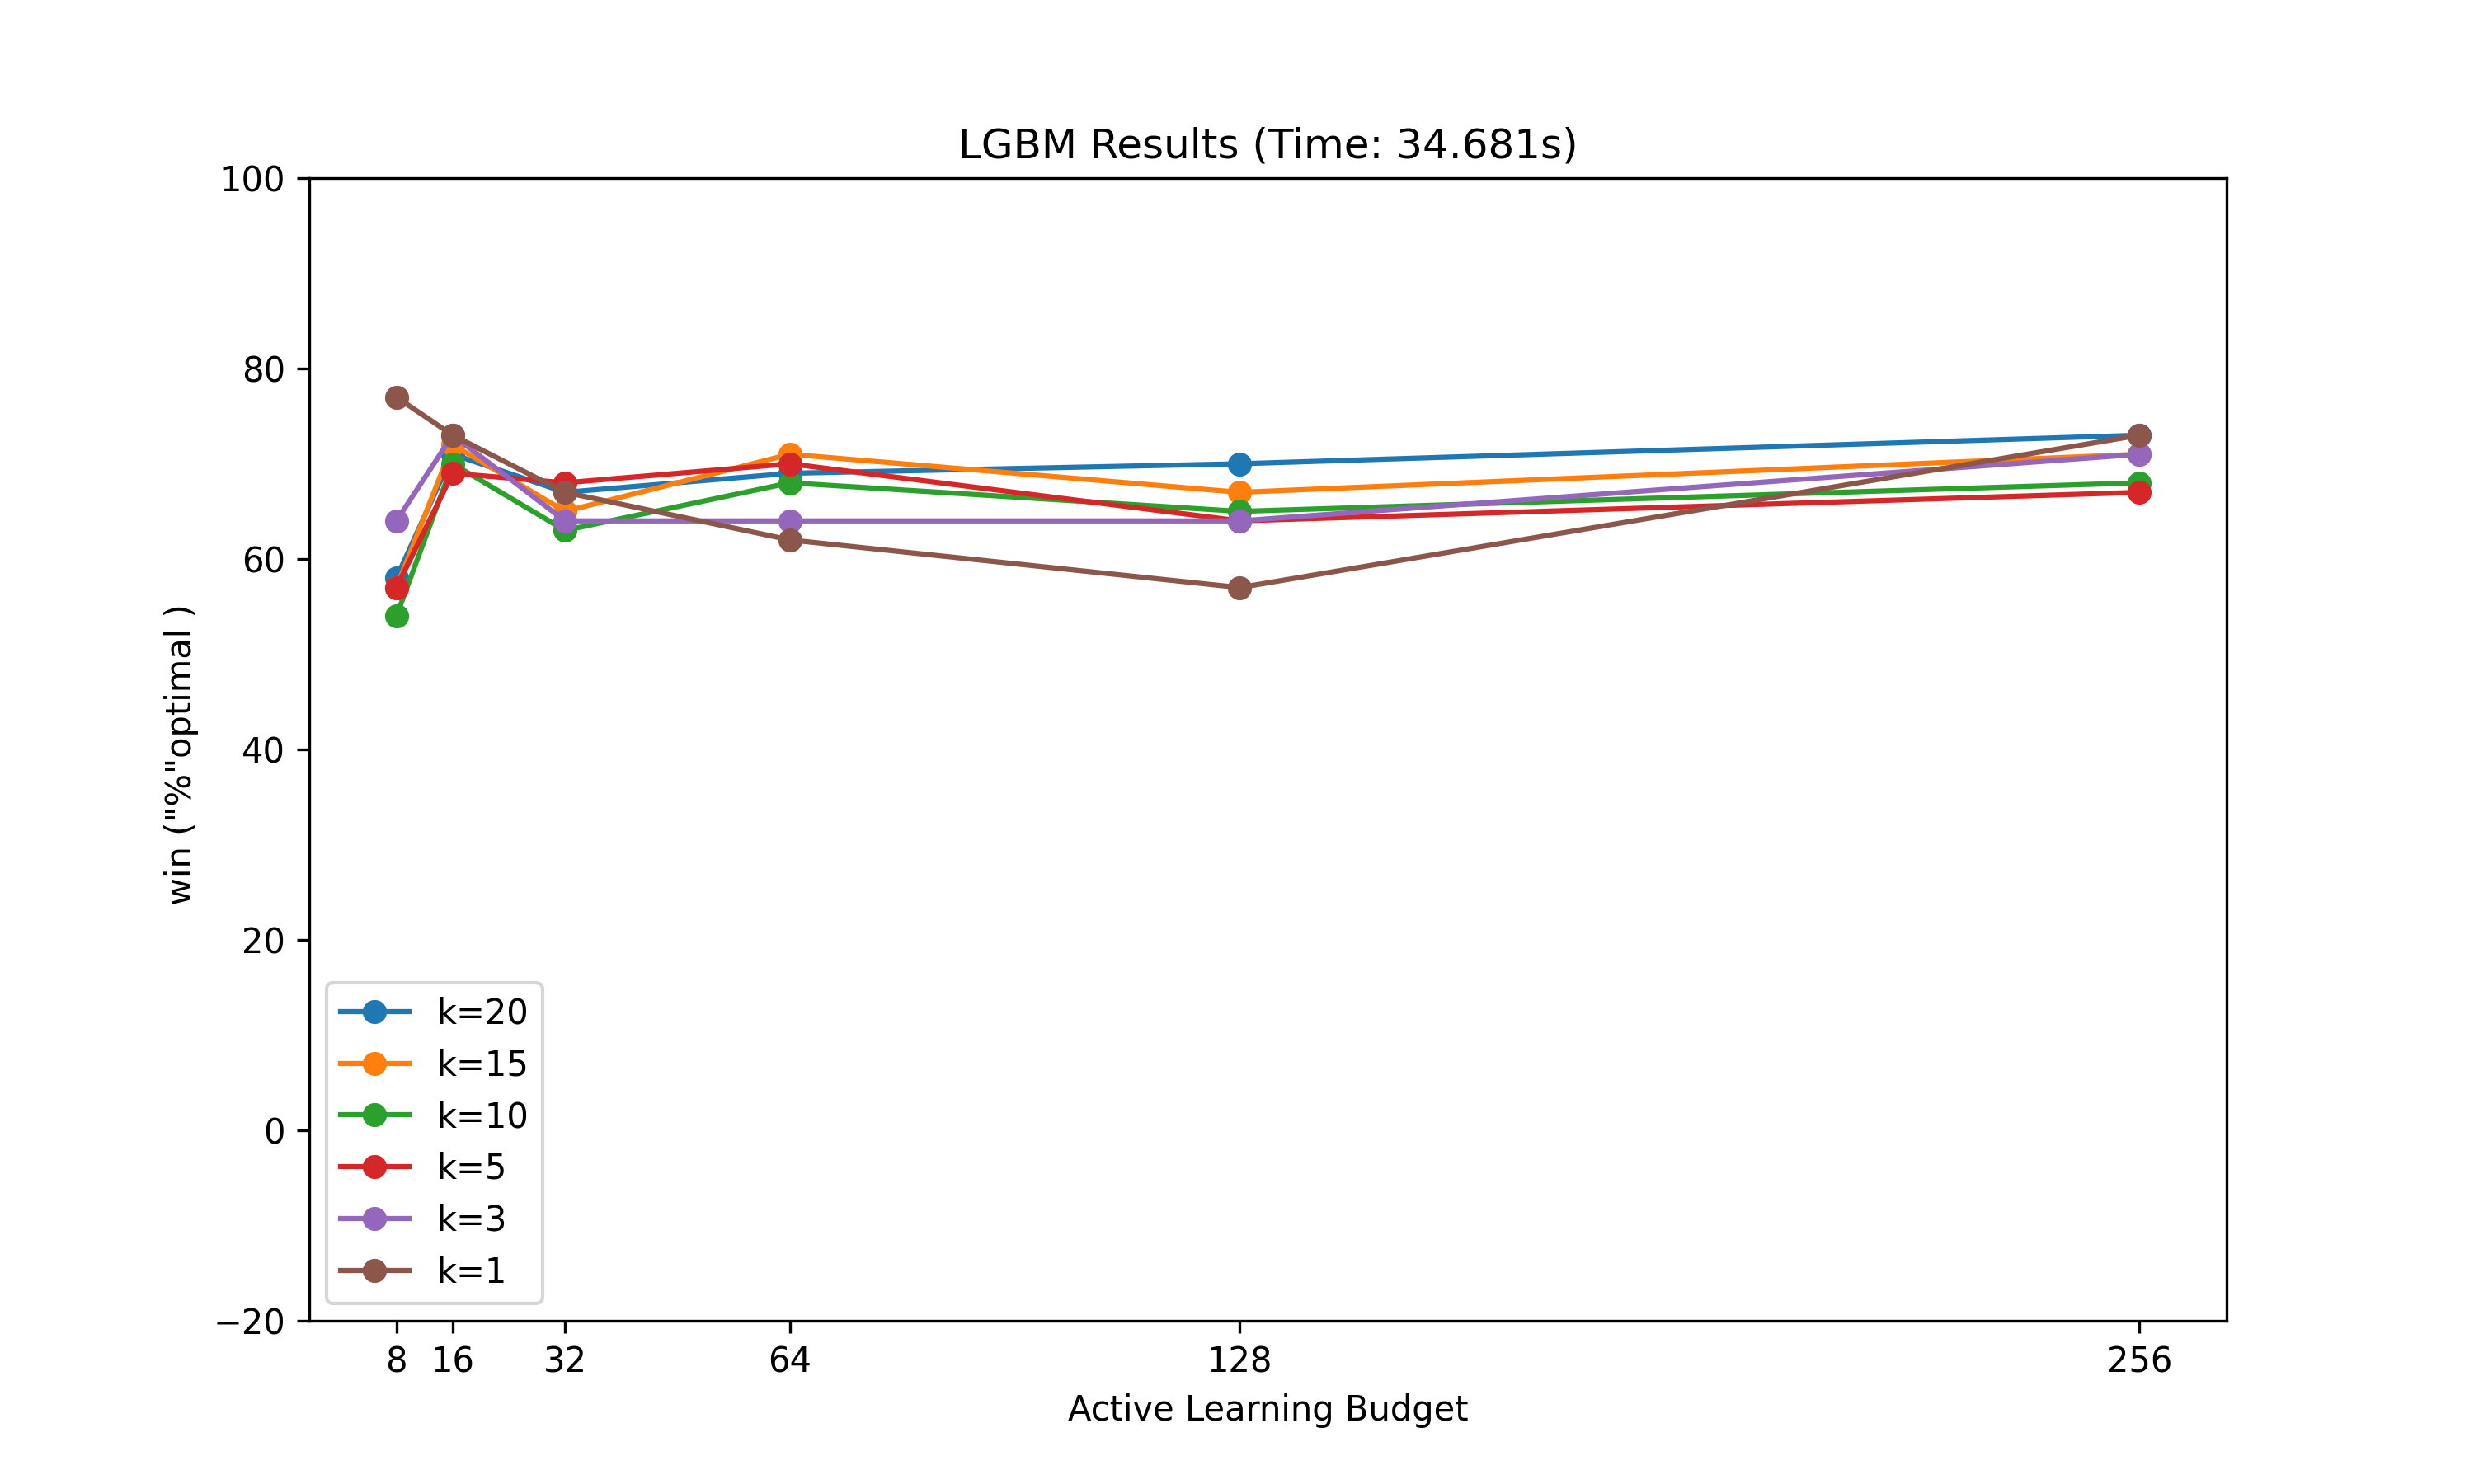 LGBM Results (Time: 34.681s)
100
80
60
40
20
0
−20
win ("%"optimal )
k=20
k=15
k=10
k=5
k=3
k=1
8 16 32 64 128 256
Active Learning Budget